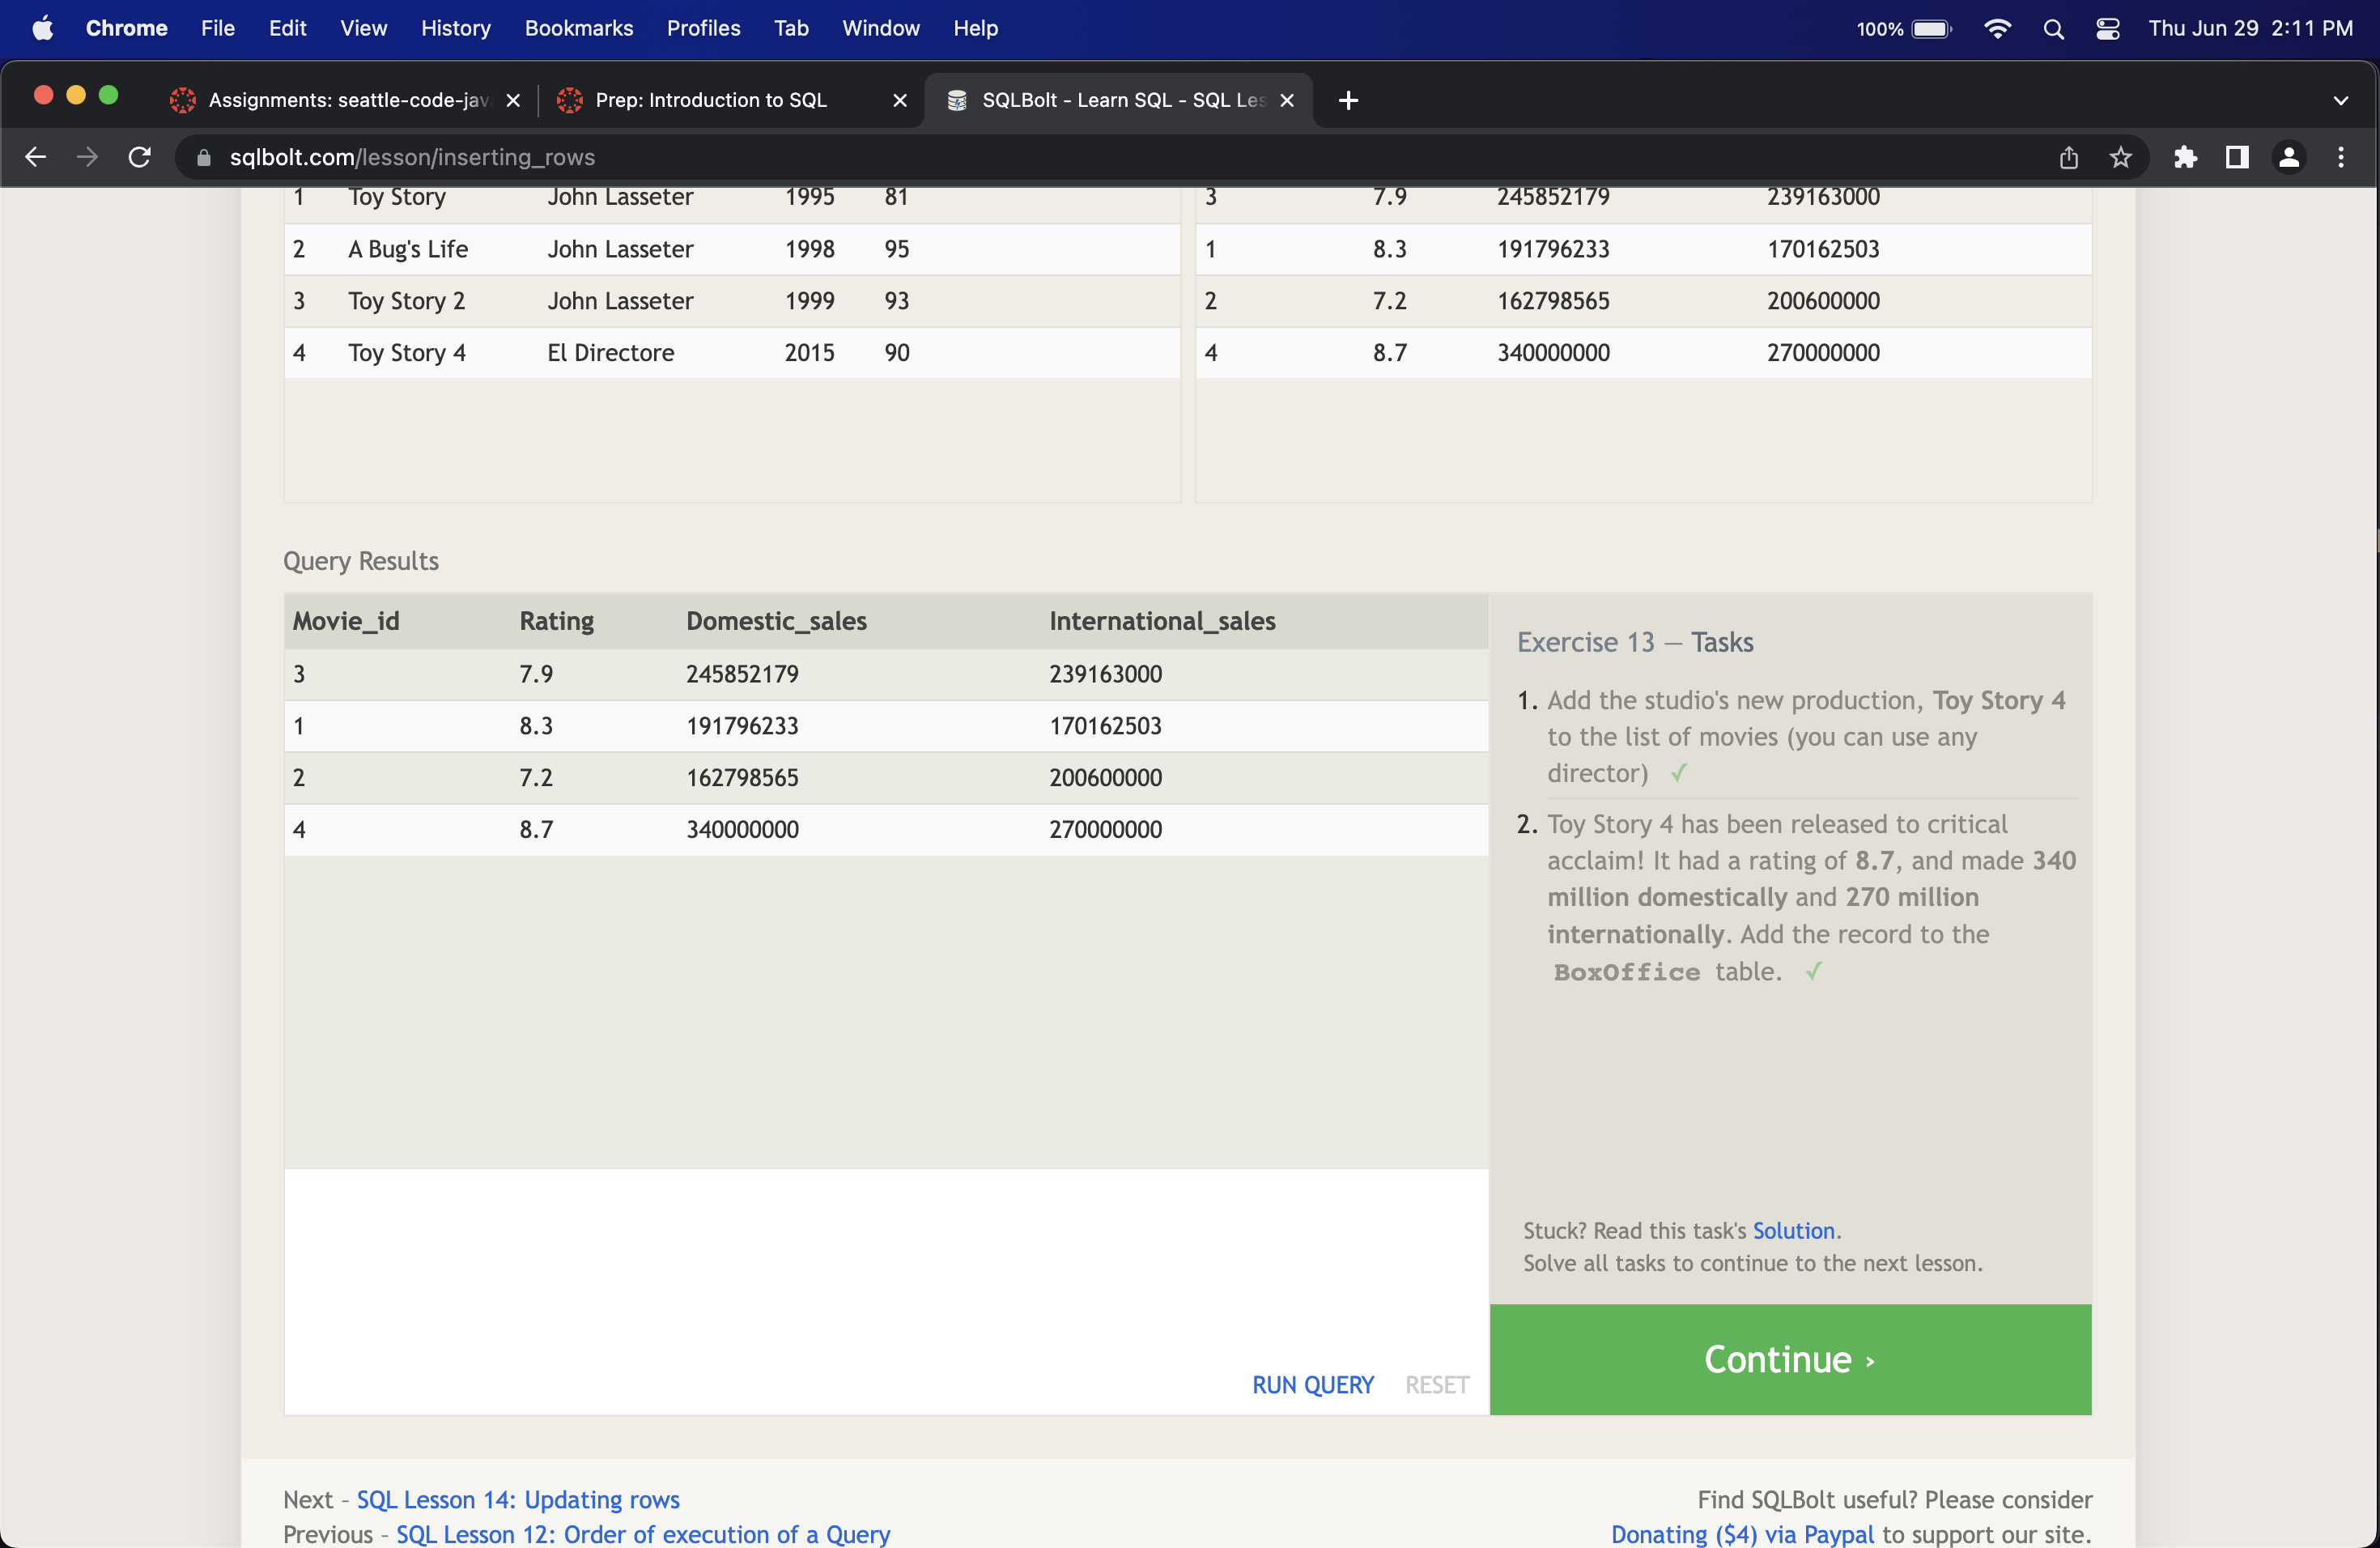 Chrome File Edit View History Bookmarks Profiles Tab Window Help 100% Thu Jun 29 2:11 PM
Assignments: seattle-code-jav Prep: Introduction to SQL SQLBolt - Learn SQL - SQL Les
sqlbolt.com/lesson/inserting_rows
1 Toy Story John Lasseter 1995 81 3 7.9 245852179 239163000
2 A Bug's Life John Lasseter 1998 95 1 8.3 191796233 170162503
3 Toy Story 2 John Lasseter 1999 93 2 7.2 162798565 200600000
4 Toy Story 4 El Directore 2015 90 4 8.7 340000000 270000000
Query Results
Movie_id Rating Domestic_sales International_sales
3 7.9 245852179 239163000
1 8.3 191796233 170162503
2 7.2 162798565 200600000
4 8.7 340000000 270000000
RUN QUERY RESET
Exercise 13 — Tasks
1. Add the studio's new production, Toy Story 4
to the list of movies (you can use any
director) ✓
2. Toy Story 4 has been released to critical
acclaim! It had a rating of 8.7, and made 340
million domestically and 270 million
internationally. Add the record to the
BoxOffice table. ✓
Stuck? Read this task's Solution.
Solve all tasks to continue to the next lesson.
Continue ›
Next – SQL Lesson 14: Updating rows
Previous – SQL Lesson 12: Order of execution of a Query
Find SQLBolt useful? Please consider
Donating ($4) via Paypal to support our site.